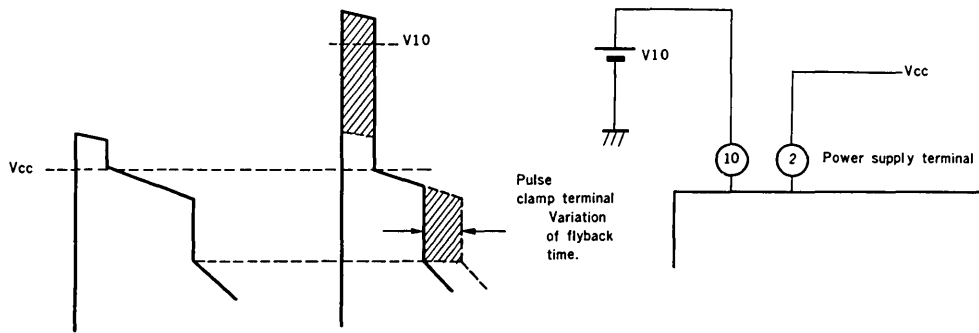 V10
Vcc
Pulse
clamp terminal
Variation
of flyback
time.
V10
Vcc
10
2
Power supply terminal